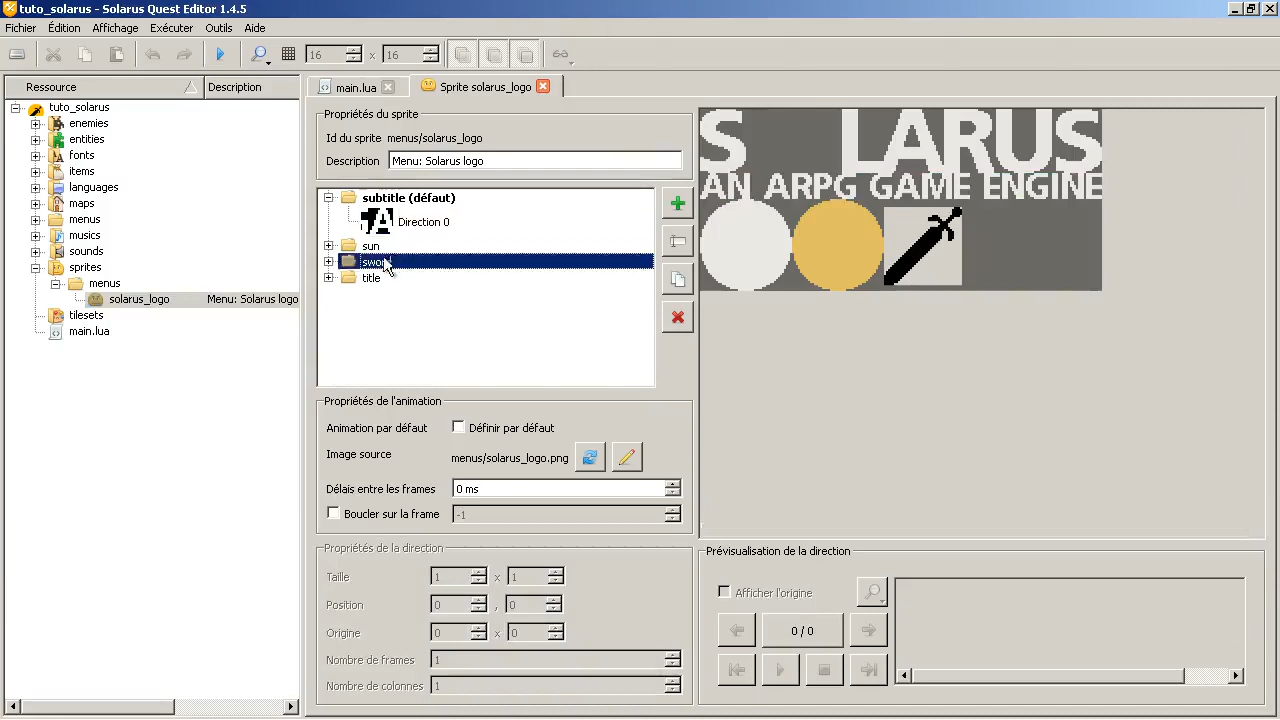 tuto_solarus - Solarus Quest Editor 1.4.5
Fichier Édition Affichage Exécuter Outils Aide
16 x 16
Ressource Description
main.lua
Sprite solarus_logo
tuto_solarus
enemies
entities
fonts
items
languages
maps
menus
musics
sounds
sprites
menus
solarus_logo Menu: Solarus logo
tilesets
main.lua
Propriétés du sprite
Id du sprite menus/solarus_logo
Description Menu: Solarus logo
subtitle (défaut)
Direction 0
sun
title
Propriétés de l'animation
Animation par défaut Définir par défaut
Image source menus/solarus_logo.png
Délais entre les frames 0 ms
Boucler sur la frame -1
Propriétés de la direction
Taille 1 x 1
Position 0 , 0
Origine 0 x 0
Nombre de frames 1
Nombre de colonnes 1
S LARUS
AN ARPG GAME ENGINE
Prévisualisation de la direction
Afficher l'origine
0 / 0